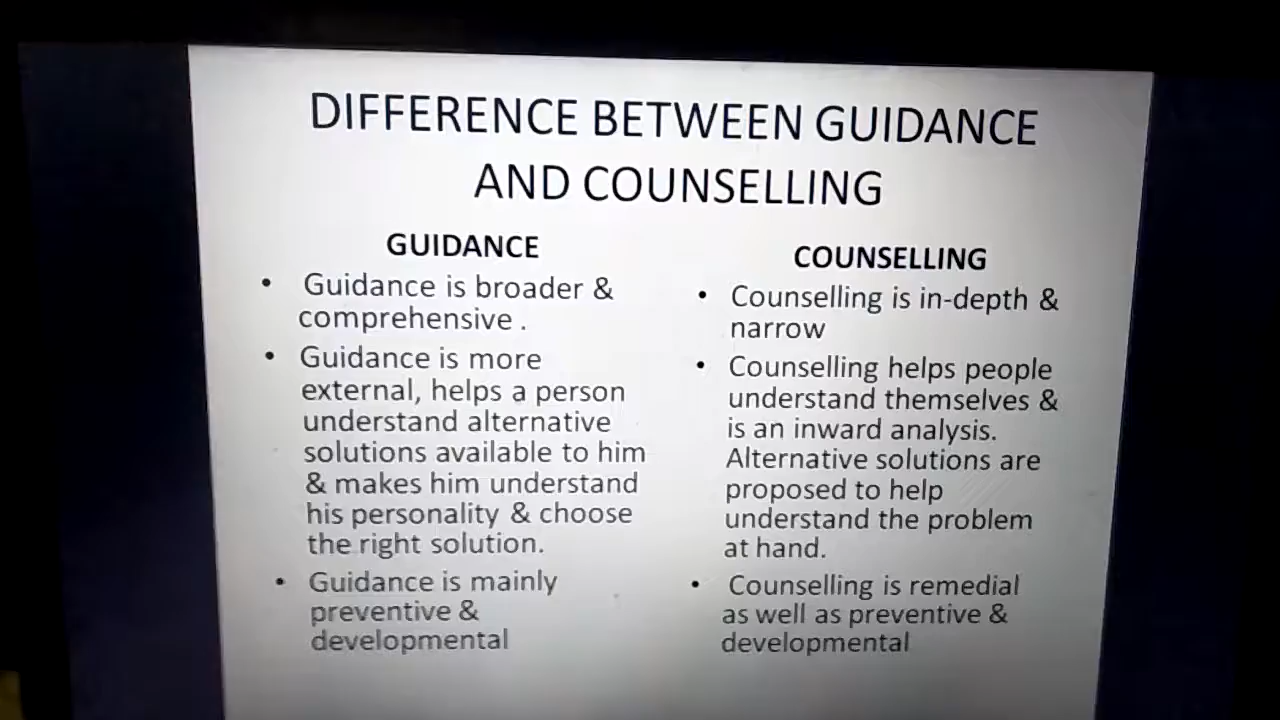 DIFFERENCE BETWEEN GUIDANCE
AND COUNSELLING
GUIDANCE
• Guidance is broader &
comprehensive .
• Guidance is more
external, helps a person
understand alternative
solutions available to him
& makes him understand
his personality & choose
the right solution.
• Guidance is mainly
preventive &
developmental
COUNSELLING
• Counselling is in-depth &
narrow
• Counselling helps people
understand themselves &
is an inward analysis.
Alternative solutions are
proposed to help
understand the problem
at hand.
• Counselling is remedial
as well as preventive &
developmental